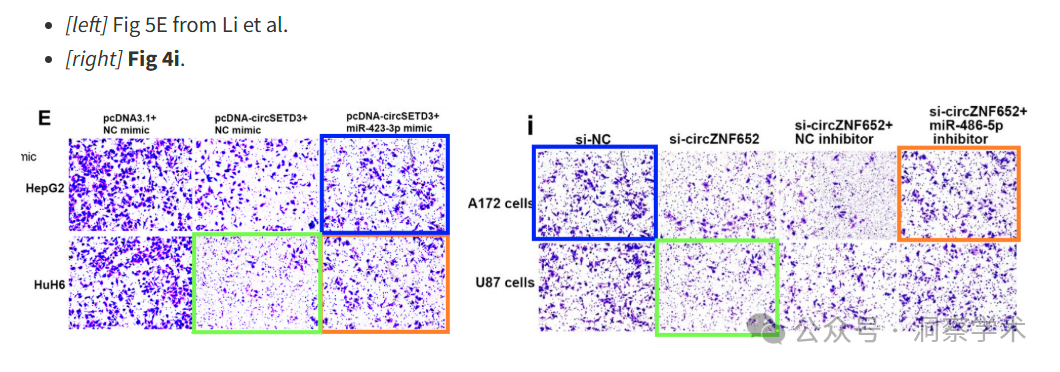 [left] Fig 5E from Li et al.
[right] Fig 4i.
E
pcDNA3.1+
NC mimic
pcDNA-circSETD3+
NC mimic
pcDNA-circSETD3+
miR-423-3p mimic
mic
HepG2
HuH6
i
si-NC
si-circZNF652
si-circZNF652+
NC inhibitor
si-circZNF652+
miR-486-5p
inhibitor
A172 cells
U87 cells
公众号 · 洞察学术